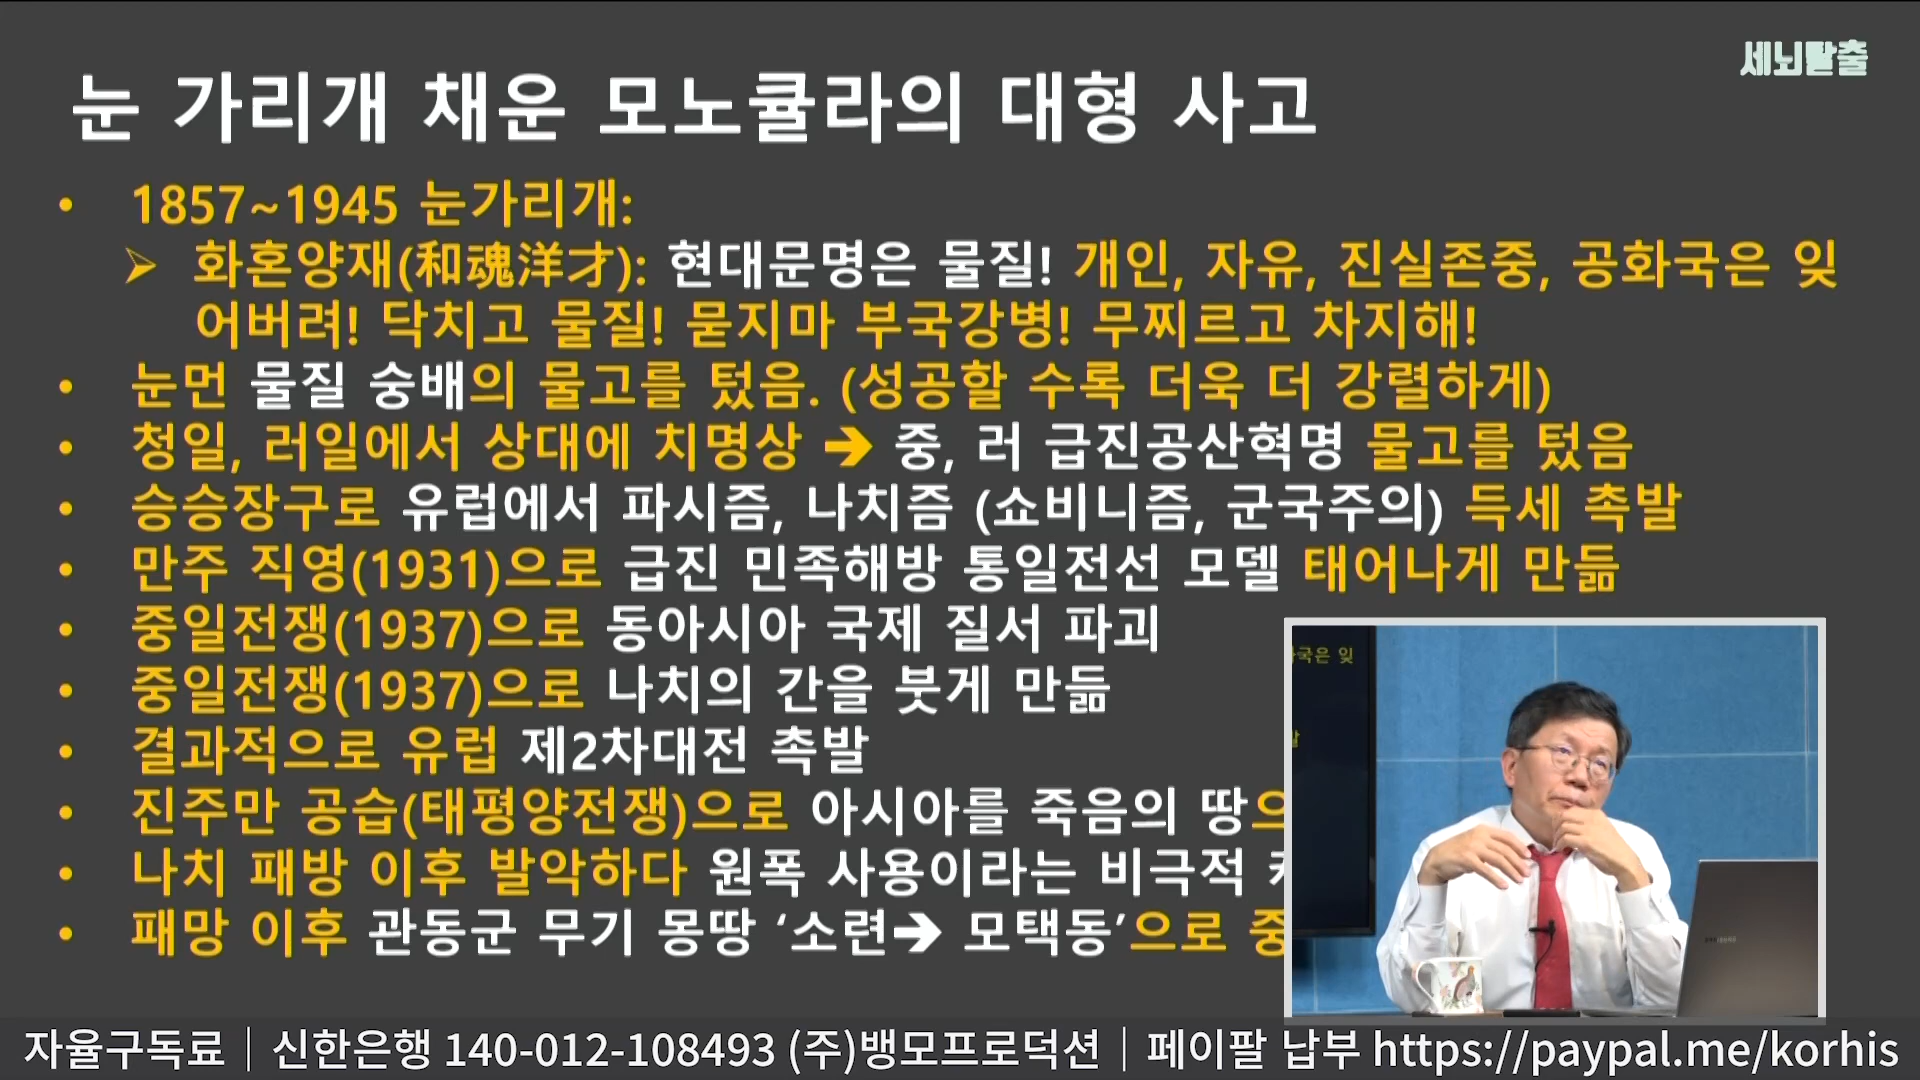 세뇌탈출
눈 가리개 채운 모노큘라의 대형 사고
• 1857~1945 눈가리개:
➢ 화혼양재(和魂洋才): 현대문명은 물질! 개인, 자유, 진실존중, 공화국은 잊
어버려! 닥치고 물질! 묻지마 부국강병! 무찌르고 차지해!
• 눈먼 물질 숭배의 물고를 텄음. (성공할 수록 더욱 더 강렬하게)
• 청일, 러일에서 상대에 치명상 ➔ 중, 러 급진공산혁명 물고를 텄음
• 승승장구로 유럽에서 파시즘, 나치즘 (쇼비니즘, 군국주의) 득세 촉발
• 만주 직영(1931)으로 급진 민족해방 통일전선 모델 태어나게 만듦
• 중일전쟁(1937)으로 동아시아 국제 질서 파괴
• 중일전쟁(1937)으로 나치의 간을 붓게 만듦
• 결과적으로 유럽 제2차대전 촉발
• 진주만 공습(태평양전쟁)으로 아시아를 죽음의 땅으
• 나치 패방 이후 발악하다 원폭 사용이라는 비극적
• 패망 이후 관동군 무기 몽땅 ‘소련➔ 모택동’으로 중
국은 잊
자율구독료｜신한은행 140-012-108493 (주)뱅모프로덕션｜페이팔 납부 https://paypal.me/korhis